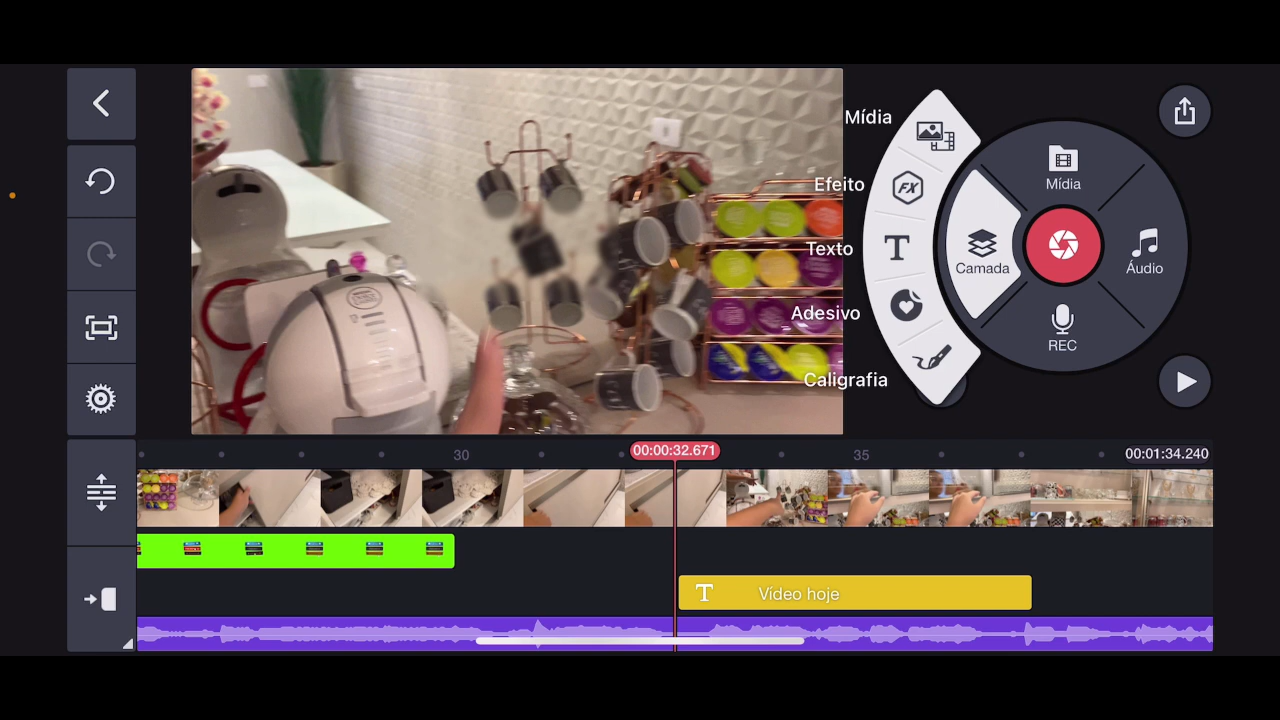 Mídia
Efeito
Texto
Adesivo
Caligrafia
FX
T
Mídia
Camada
Áudio
REC
30
00:00:32.671
35
00:01:34.240
T Vídeo hoje